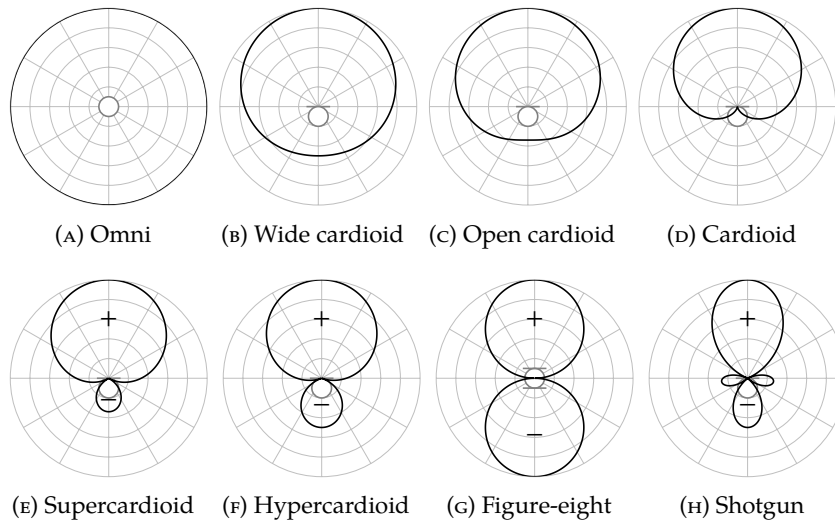 (A) Omni
(B) Wide cardioid
(C) Open cardioid
(D) Cardioid
+
−
+
−
+
−
+
−
(E) Supercardioid
(F) Hypercardioid
(G) Figure-eight
(H) Shotgun